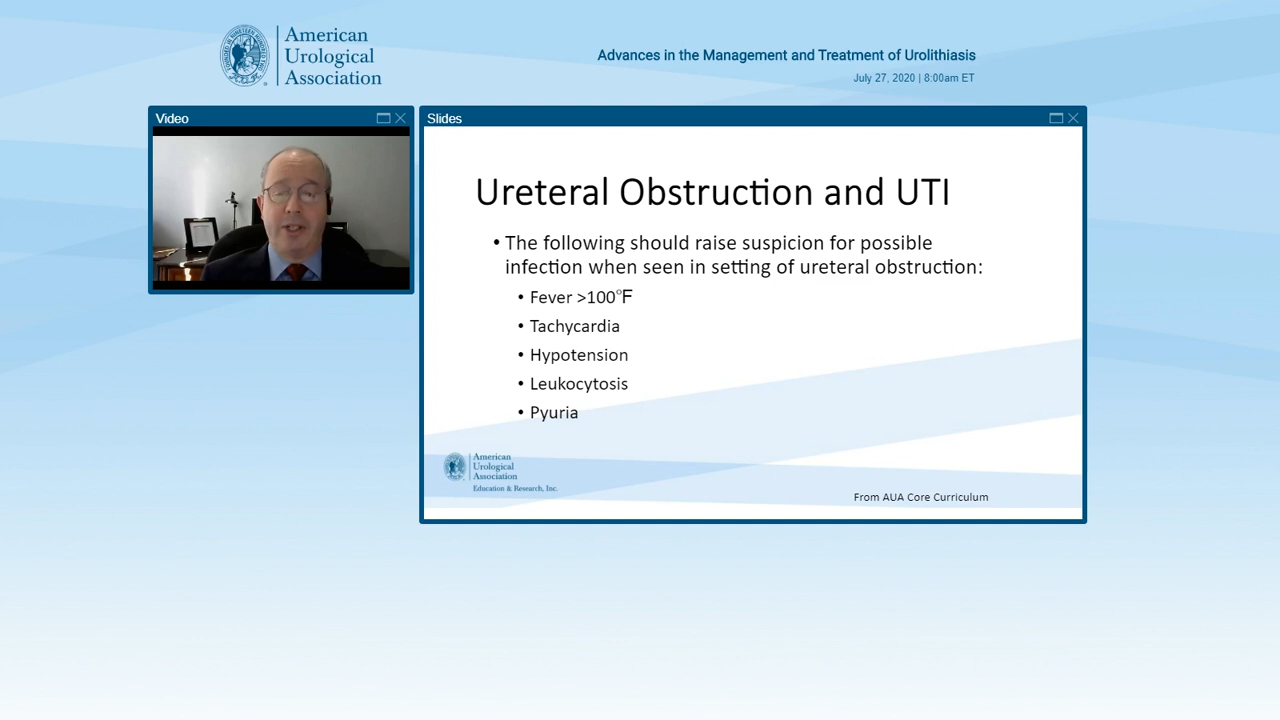 American
Urological
Association
Advances in the Management and Treatment of Urolithiasis
July 27, 2020 | 8:00am ET
Video
Slides
Ureteral Obstruction and UTI
• The following should raise suspicion for possible
infection when seen in setting of ureteral obstruction:
• Fever >100°F
• Tachycardia
• Hypotension
• Leukocytosis
• Pyuria
American
Urological
Association
Education & Research, Inc.
From AUA Core Curriculum